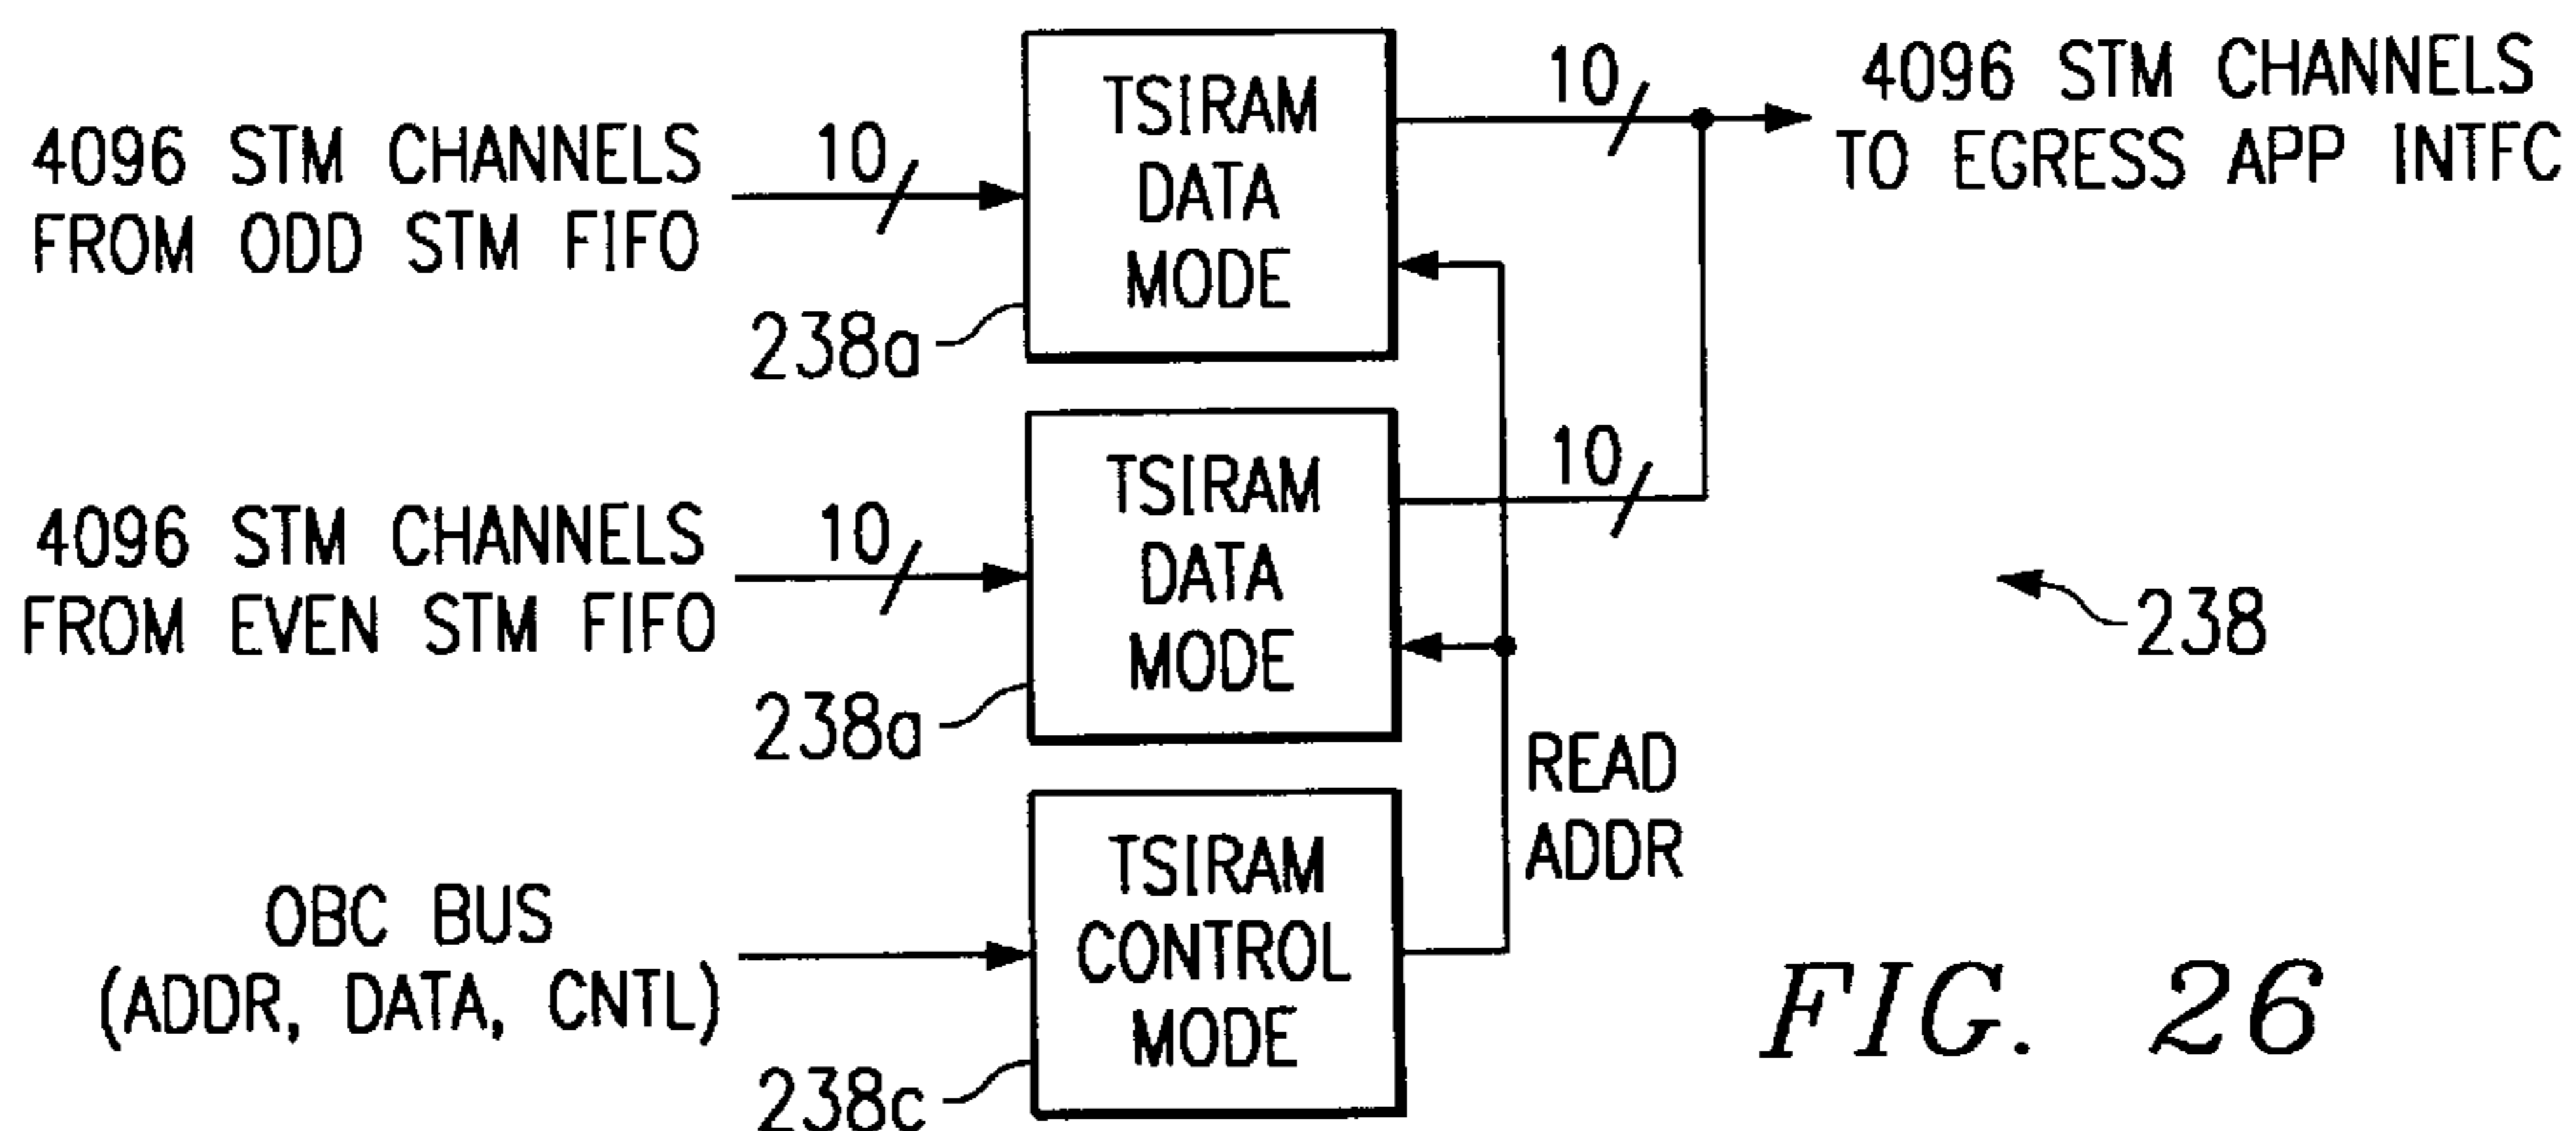 4096 STM CHANNELS
FROM ODD STM FIFO
10
TSIRAM
DATA
MODE
238a
10
4096 STM CHANNELS
TO EGRESS APP INTFC
4096 STM CHANNELS
FROM EVEN STM FIFO
10
TSIRAM
DATA
MODE
238a
10
238
READ
ADDR
OBC BUS
(ADDR, DATA, CNTL)
TSIRAM
CONTROL
MODE
238c
FIG. 26